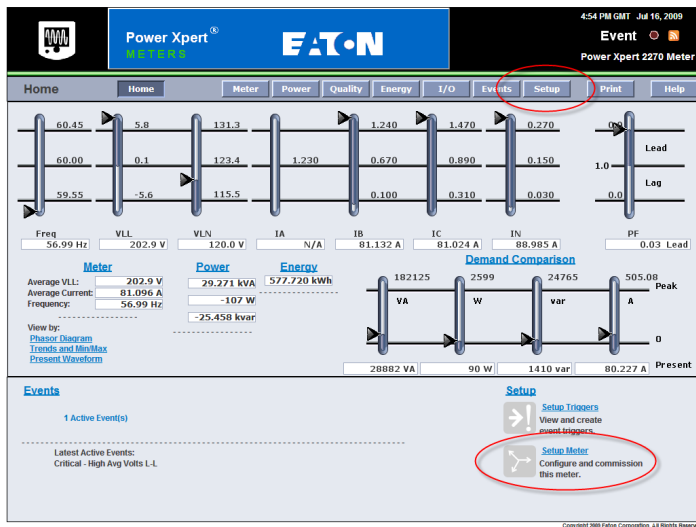 4:54 PM GMT Jul 16, 2009
Power Xpert®
METERS
EATON
Event
Power Xpert 2270 Meter
Home
Home Meter Power Quality Energy I/O Events Setup Print Help
60.45 5.8 131.3 1.240 1.470 0.270 0.0
Lead
60.00 0.1 123.4 1.230 0.670 0.890 0.150 1.0
Lag
59.55 -5.6 115.5 0.100 0.310 0.030 0.0
Freq VLL VLN IA IB IC IN PF
56.99 Hz 202.9 V 120.0 V N/A 81.132 A 81.024 A 88.985 A 0.03 Lead
Meter Power Energy Demand Comparison
Average VLL: 202.9 V 29.271 kVA 577.720 kWh
Average Current: 81.096 A -107 W
Frequency: 56.99 Hz -25.458 kvar
182125 2599 24765 505.08
Peak
VA W var A
View by:
Phasor Diagram
Trends and Min/Max
Present Waveform
0
28882 VA 90 W 1410 var 80.227 A Present
Events
1 Active Event(s)
Latest Active Events:
Critical - High Avg Volts L-L
Setup
Setup Triggers
View and create
event triggers.
Setup Meter
Configure and commission
this meter.
Copyright 2009 Eaton Corporation. All Rights Reserv